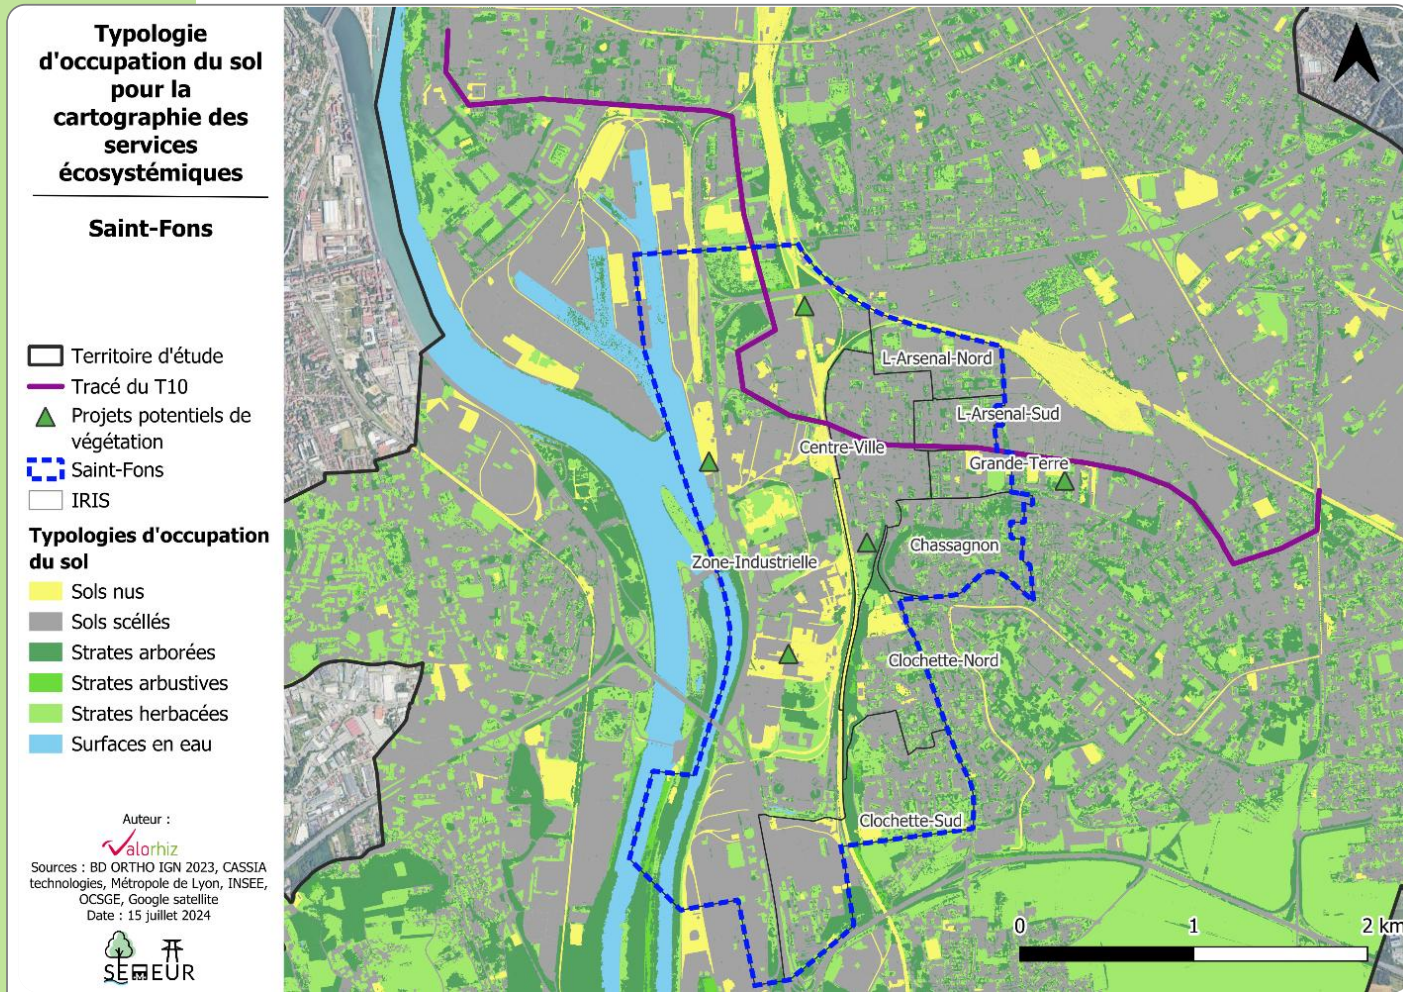 Typologie
d'occupation du sol
pour la
cartographie des
services
écosystémiques
Saint-Fons
Territoire d'étude
Tracé du T10
Projets potentiels de
végétation
Saint-Fons
IRIS
Typologies d'occupation
du sol
Sols nus
Sols scéllés
Strates arborées
Strates arbustives
Strates herbacées
Surfaces en eau
Auteur :
Valorhiz
Sources : BD ORTHO IGN 2023, CASSIA
technologies, Métropole de Lyon, INSEE,
OCSGE, Google satellite
Date : 15 juillet 2024
SEMEUR
L-Arsenal-Nord
L-Arsenal-Sud
Centre-Ville
Grande-Terre
Chassagnon
Zone-Industrielle
Clochette-Nord
Clochette-Sud
0 1 2 km